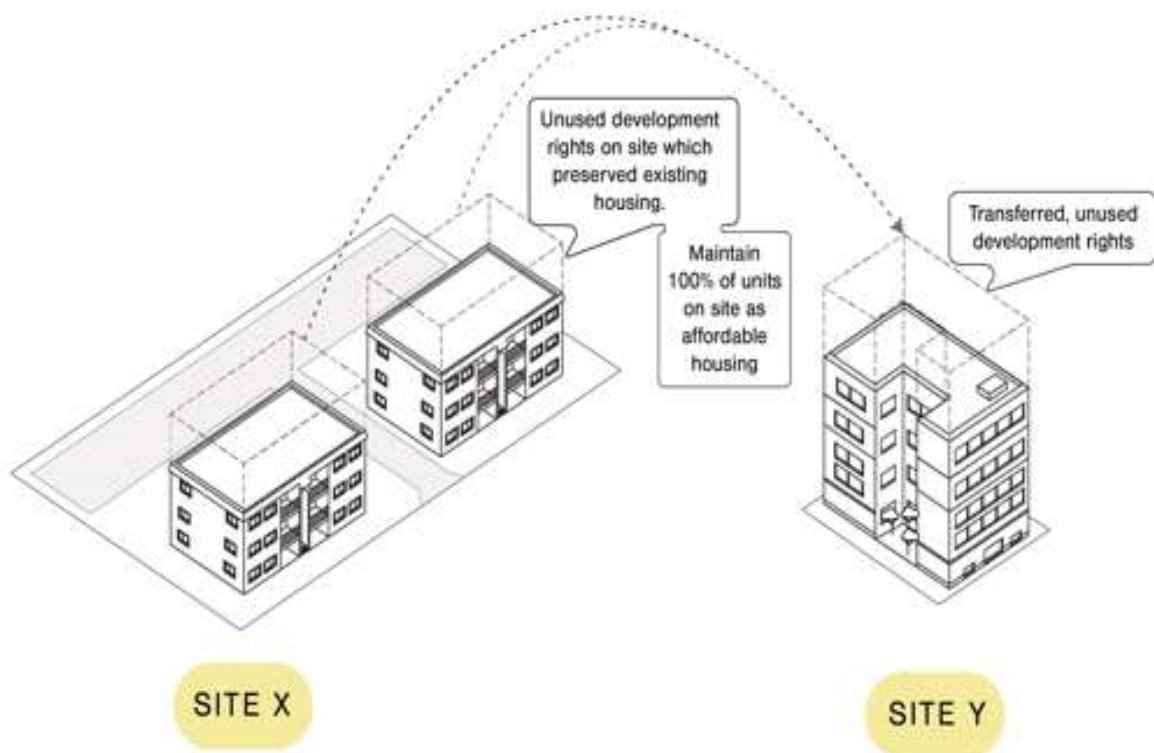 Unused development
rights on site which
preserved existing
housing.
Maintain
100% of units
on site as
affordable
housing
Transferred, unused
development rights
SITE X
SITE Y